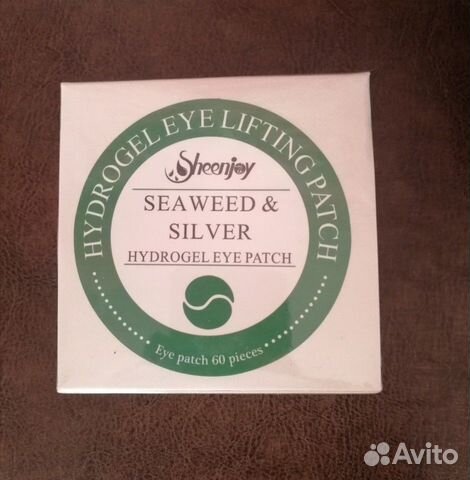 HYDROGEL EYE LIFTING PATCH
Sheenjoy
SEAWEED &
SILVER
HYDROGEL EYE PATCH
Eye patch 60 pieces
Avito